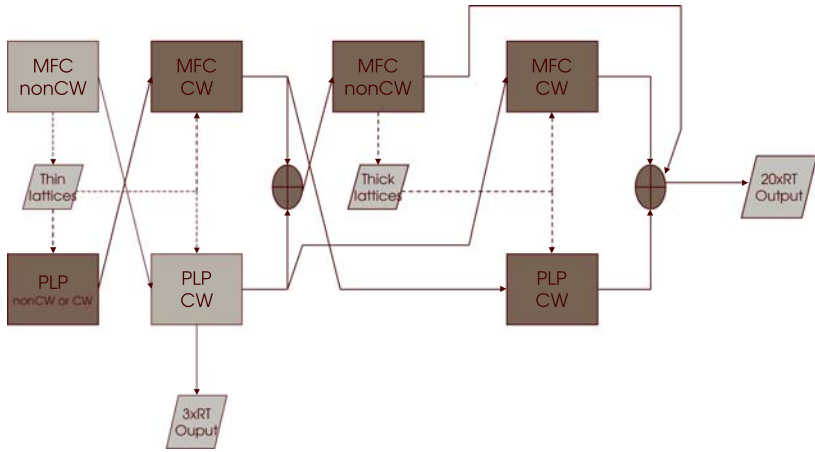 MFC
nonCW
MFC
CW
MFC
nonCW
MFC
CW
Thin
lattices
Thick
lattices
20xRT
Output
PLP
nonCW or CW
PLP
CW
PLP
CW
3xRT
Ouput